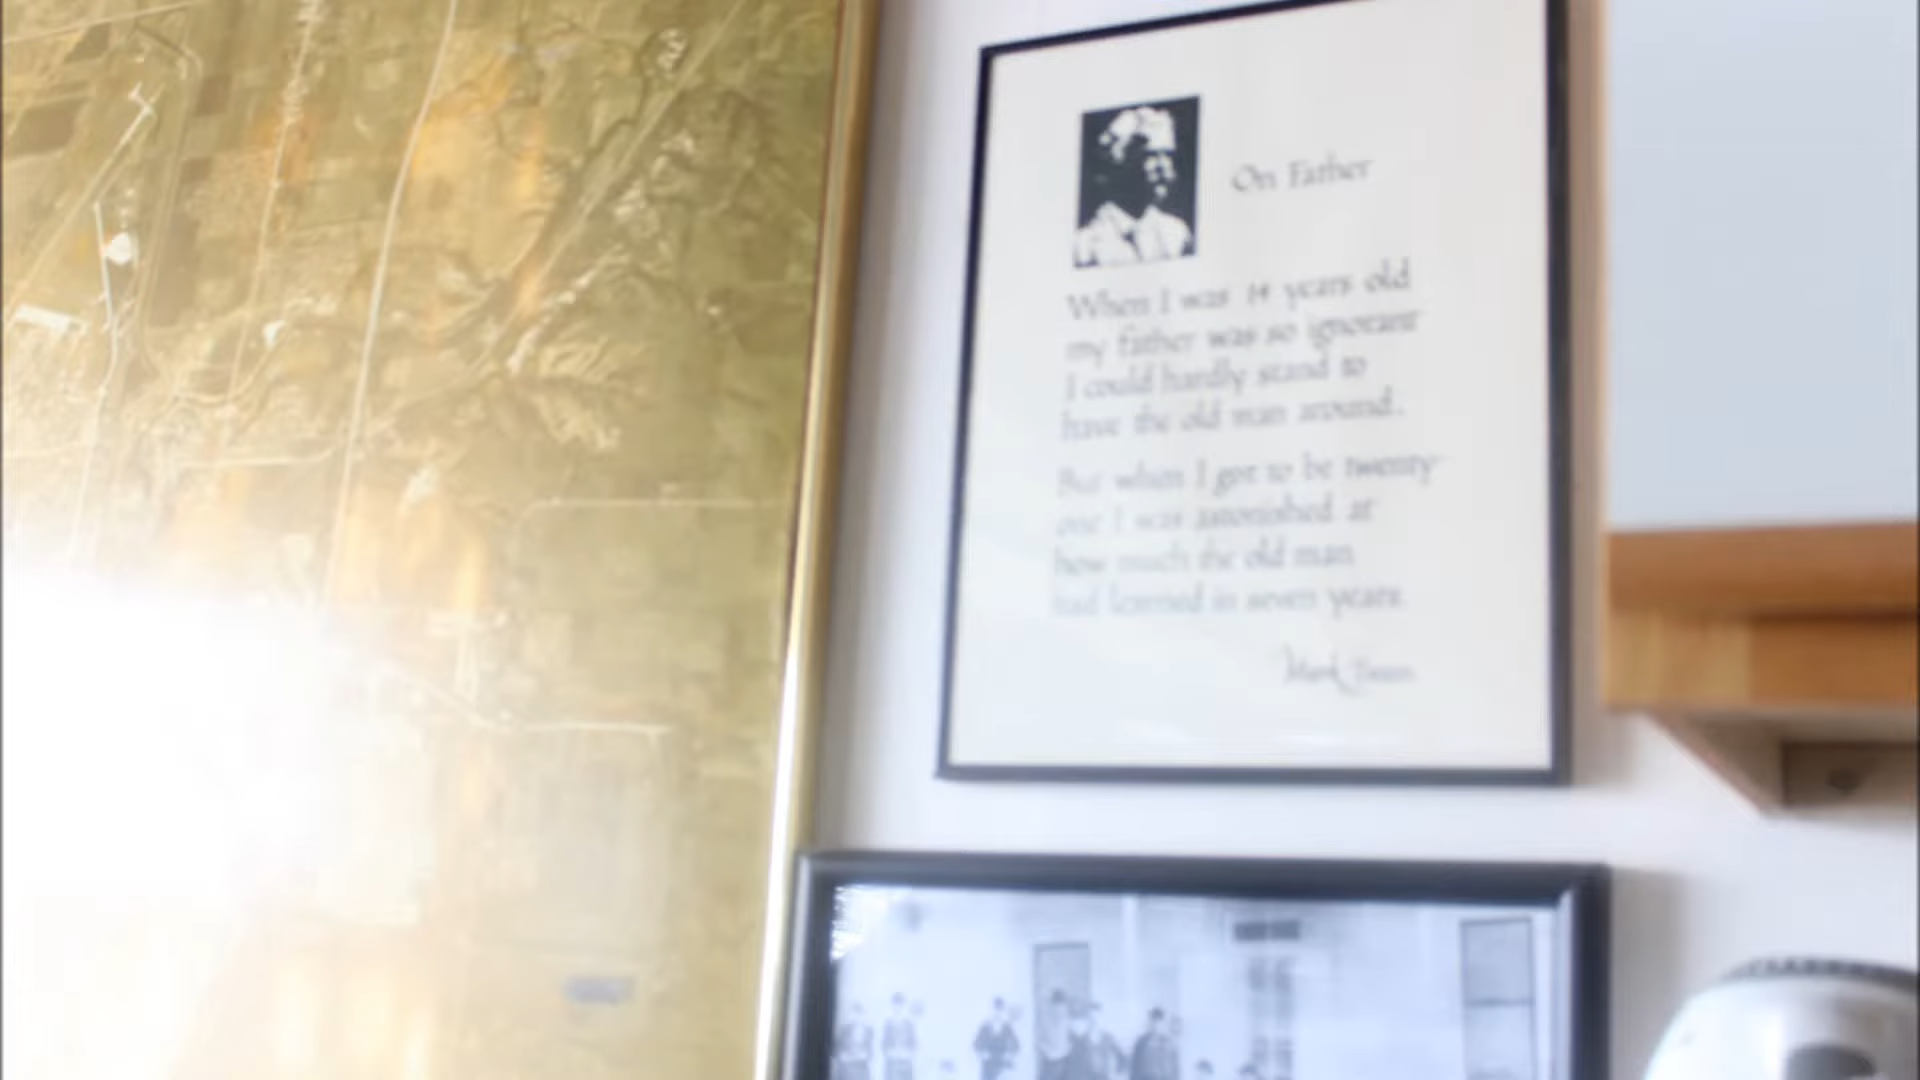 On Father
When I was 14 years old
my father was so ignorant
I could hardly stand to
have the old man around.
But when I got to be twenty-
one I was astonished at
how much the old man
had learned in seven years.
Mark Twain